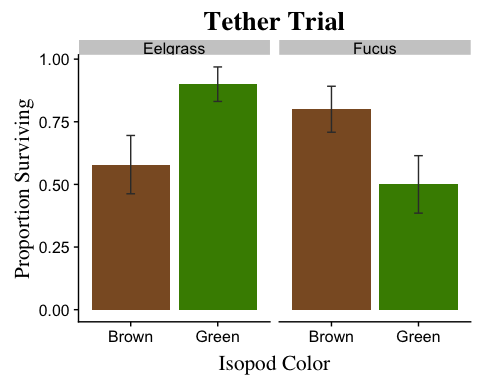 Tether Trial
Eelgrass Fucus
Proportion Surviving
1.00
0.75
0.50
0.25
0.00
Brown Green Brown Green
Isopod Color